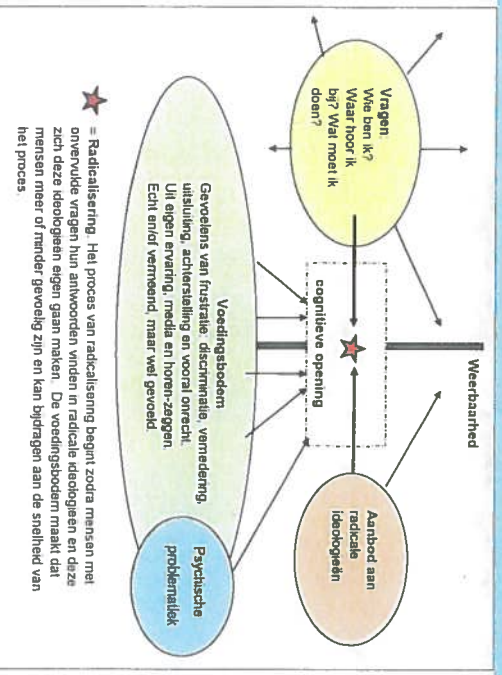 Weerbaarheid
Vragen:
Wie ben ik?
Waar hoor ik
bij? Wat moet ik
doen?
cognitieve opening
Aanbod aan
radicale
ideologieën
Voedingsbodem
Gevoelens van frustratie: discriminatie, vernedering,
uitsluiting, achterstelling en vooral onrecht.
Uit eigen ervaring, media en horen-zeggen.
Echt en/of vermeend, maar wel gevoeld.
Psychische
problematiek
= Radicalisering. Het proces van radicalisering begint zodra mensen met
onvervulde vragen hun antwoorden vinden in radicale ideologieën en deze
zich deze ideologieën eigen gaan maken. De voedingsbodem maakt dat
mensen meer of minder gevoelig zijn en kan bijdragen aan de snelheid van
het proces.